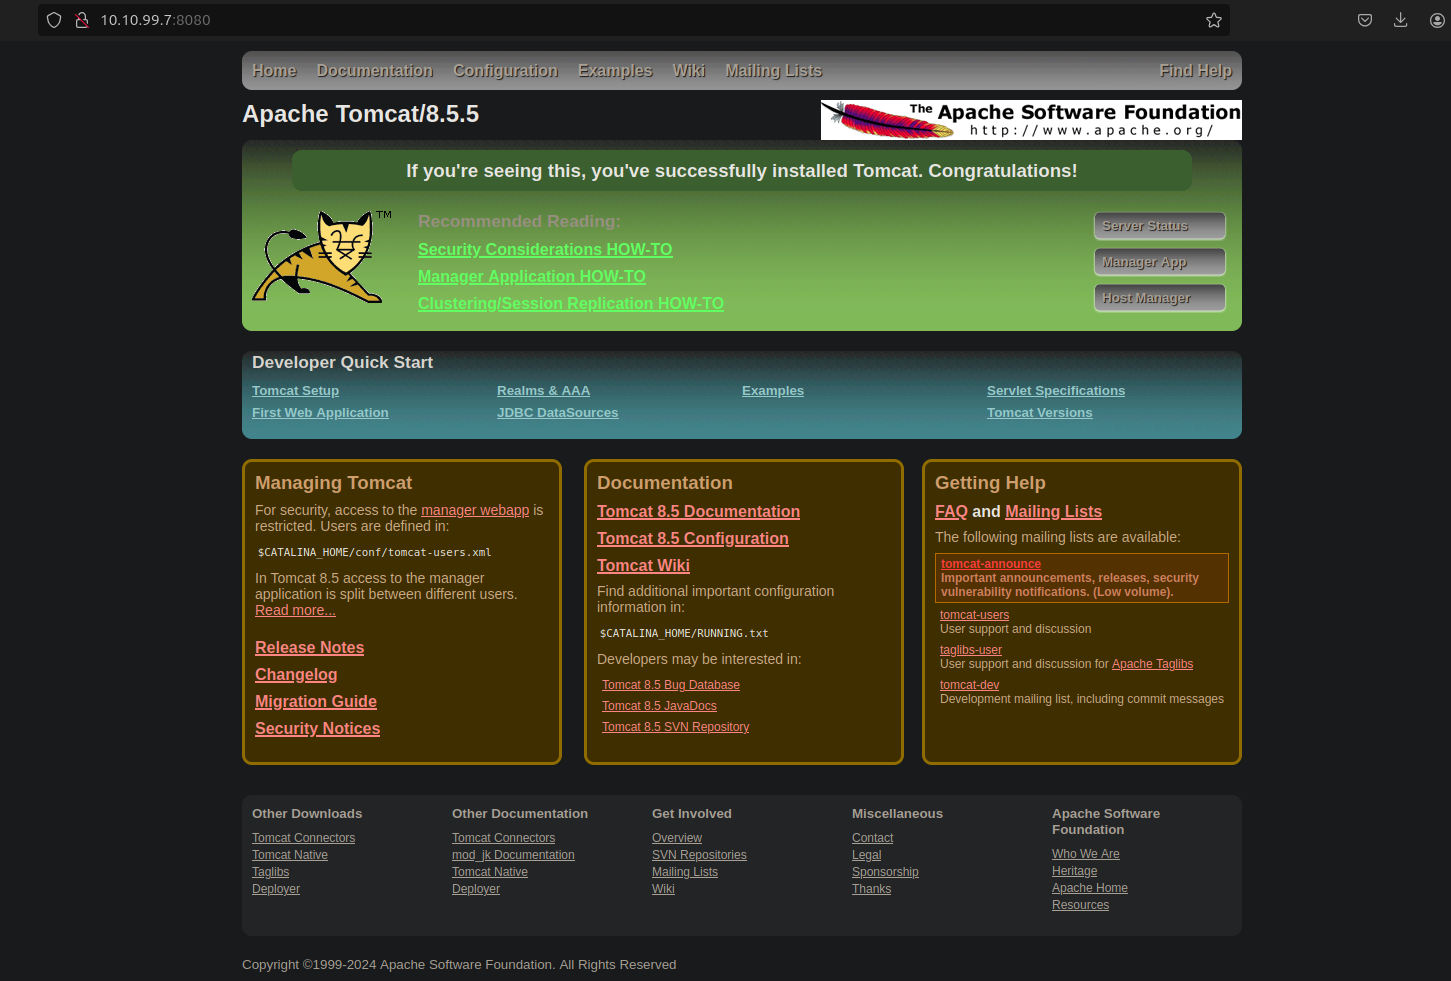 10.10.99.7:8080
Home Documentation Configuration Examples Wiki Mailing Lists Find Help
Apache Tomcat/8.5.5
The Apache Software Foundation
http://www.apache.org/
If you're seeing this, you've successfully installed Tomcat. Congratulations!
TM
Recommended Reading:
Security Considerations HOW-TO
Manager Application HOW-TO
Clustering/Session Replication HOW-TO
Server Status
Manager App
Host Manager
Developer Quick Start
Tomcat Setup
First Web Application
Realms & AAA
JDBC DataSources
Examples
Servlet Specifications
Tomcat Versions
Managing Tomcat
For security, access to the manager webapp is
restricted. Users are defined in:
$CATALINA_HOME/conf/tomcat-users.xml
In Tomcat 8.5 access to the manager
application is split between different users.
Read more...
Release Notes
Changelog
Migration Guide
Security Notices
Documentation
Tomcat 8.5 Documentation
Tomcat 8.5 Configuration
Tomcat Wiki
Find additional important configuration
information in:
$CATALINA_HOME/RUNNING.txt
Developers may be interested in:
Tomcat 8.5 Bug Database
Tomcat 8.5 JavaDocs
Tomcat 8.5 SVN Repository
Getting Help
FAQ and Mailing Lists
The following mailing lists are available:
tomcat-announce
Important announcements, releases, security
vulnerability notifications. (Low volume).
tomcat-users
User support and discussion
taglibs-user
User support and discussion for Apache Taglibs
tomcat-dev
Development mailing list, including commit messages
Other Downloads
Tomcat Connectors
Tomcat Native
Taglibs
Deployer
Other Documentation
Tomcat Connectors
mod_jk Documentation
Tomcat Native
Deployer
Get Involved
Overview
SVN Repositories
Mailing Lists
Wiki
Miscellaneous
Contact
Legal
Sponsorship
Thanks
Apache Software
Foundation
Who We Are
Heritage
Apache Home
Resources
Copyright ©1999-2024 Apache Software Foundation. All Rights Reserved